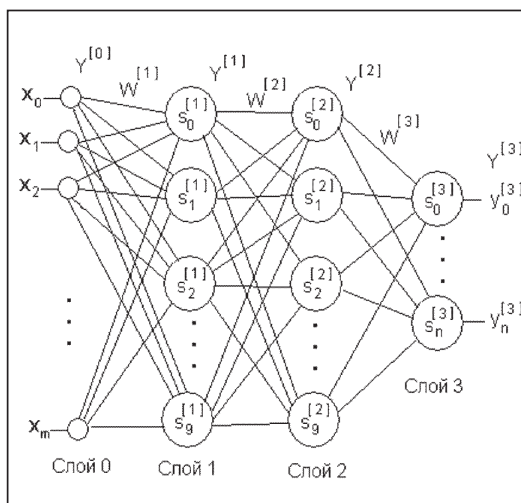 Y^[0]
W^[1]
Y^[1]
W^[2]
Y^[2]
W^[3]
Y^[3]
x₀
x₁
x₂
xₘ
s₀^[1]
s₁^[1]
s₂^[1]
s₉^[1]
s₀^[2]
s₁^[2]
s₂^[2]
s₉^[2]
s₀^[3]
sₙ^[3]
y₀^[3]
yₙ^[3]
Слой 0
Слой 1
Слой 2
Слой 3